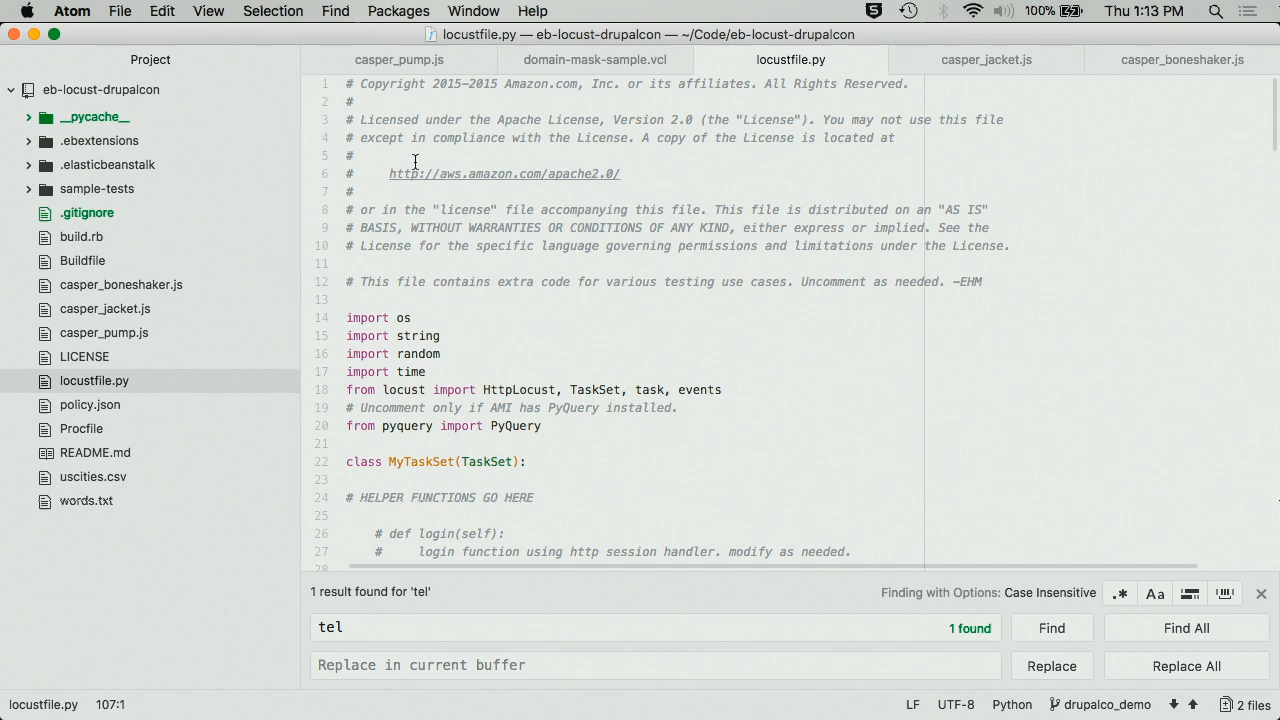 Atom File Edit View Selection Find Packages Window Help 100% Thu 1:13 PM
locustfile.py — eb-locust-drupalcon — ~/Code/eb-locust-drupalcon
Project
casper_pump.js domain-mask-sample.vcl locustfile.py casper_jacket.js casper_boneshaker.js
eb-locust-drupalcon
__pycache__
.ebextensions
.elasticbeanstalk
sample-tests
.gitignore
build.rb
Buildfile
casper_boneshaker.js
casper_jacket.js
casper_pump.js
LICENSE
locustfile.py
policy.json
Procfile
README.md
uscities.csv
words.txt
1 # Copyright 2015-2015 Amazon.com, Inc. or its affiliates. All Rights Reserved.
2 #
3 # Licensed under the Apache License, Version 2.0 (the "License"). You may not use this file
4 # except in compliance with the License. A copy of the License is located at
5 #
6 #     http://aws.amazon.com/apache2.0/
7 #
8 # or in the "license" file accompanying this file. This file is distributed on an "AS IS"
9 # BASIS, WITHOUT WARRANTIES OR CONDITIONS OF ANY KIND, either express or implied. See the
10 # License for the specific language governing permissions and limitations under the License.
11
12 # This file contains extra code for various testing use cases. Uncomment as needed. -EHM
13
14 import os
15 import string
16 import random
17 import time
18 from locust import HttpLocust, TaskSet, task, events
19 # Uncomment only if AMI has PyQuery installed.
20 from pyquery import PyQuery
21
22 class MyTaskSet(TaskSet):
23
24 # HELPER FUNCTIONS GO HERE
25
26     # def login(self):
27     #     login function using http session handler. modify as needed.
28
1 result found for 'tel' Finding with Options: Case Insensitive .* Aa
tel 1 found Find Find All
Replace in current buffer Replace Replace All
locustfile.py 107:1 LF UTF-8 Python drupalco_demo 2 files